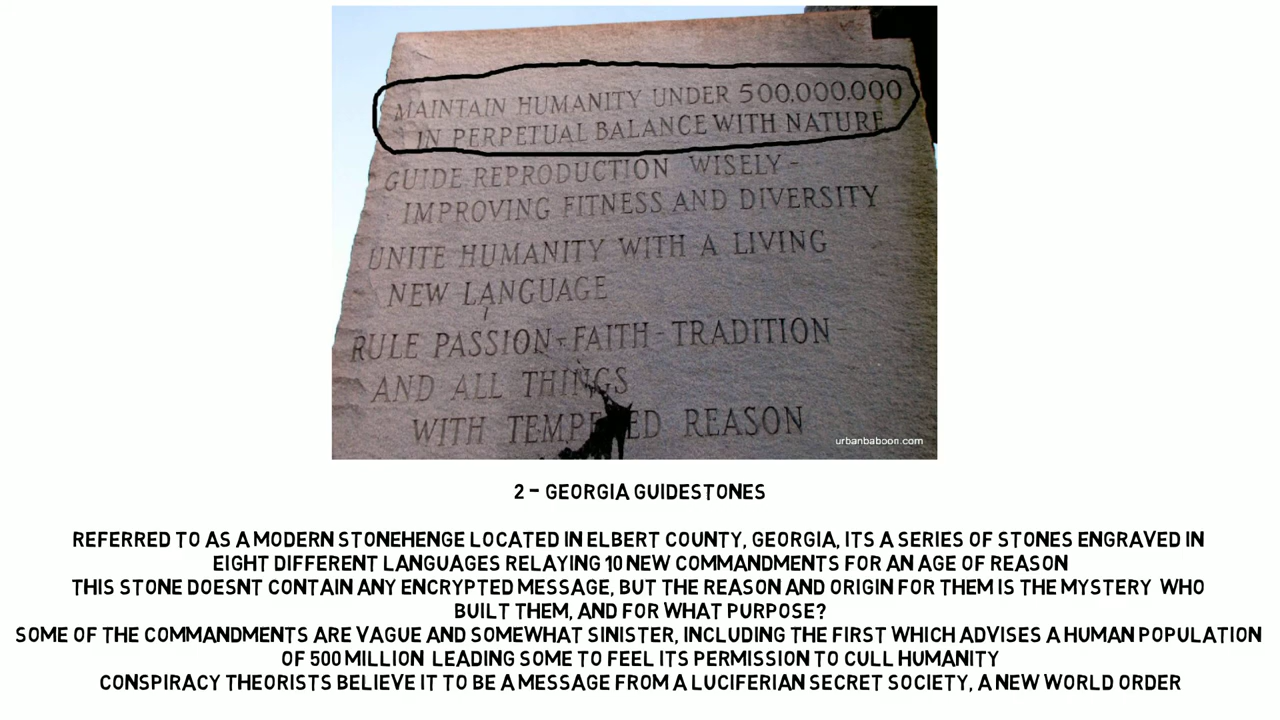 MAINTAIN HUMANITY UNDER 500,000,000
IN PERPETUAL BALANCE WITH NATURE
GUIDE REPRODUCTION WISELY -
IMPROVING FITNESS AND DIVERSITY
UNITE HUMANITY WITH A LIVING
NEW LANGUAGE
RULE PASSION - FAITH - TRADITION -
AND ALL THINGS
WITH TEMPERED REASON
urbanbaboon.com
2 - GEORGIA GUIDESTONES
REFERRED TO AS A MODERN STONEHENGE LOCATED IN ELBERT COUNTY, GEORGIA, ITS A SERIES OF STONES ENGRAVED IN
EIGHT DIFFERENT LANGUAGES RELAYING 10 NEW COMMANDMENTS FOR AN AGE OF REASON
THIS STONE DOESNT CONTAIN ANY ENCRYPTED MESSAGE, BUT THE REASON AND ORIGIN FOR THEM IS THE MYSTERY WHO
BUILT THEM, AND FOR WHAT PURPOSE?
SOME OF THE COMMANDMENTS ARE VAGUE AND SOMEWHAT SINISTER, INCLUDING THE FIRST WHICH ADVISES A HUMAN POPULATION
OF 500 MILLION LEADING SOME TO FEEL ITS PERMISSION TO CULL HUMANITY
CONSPIRACY THEORISTS BELIEVE IT TO BE A MESSAGE FROM A LUCIFERIAN SECRET SOCIETY, A NEW WORLD ORDER